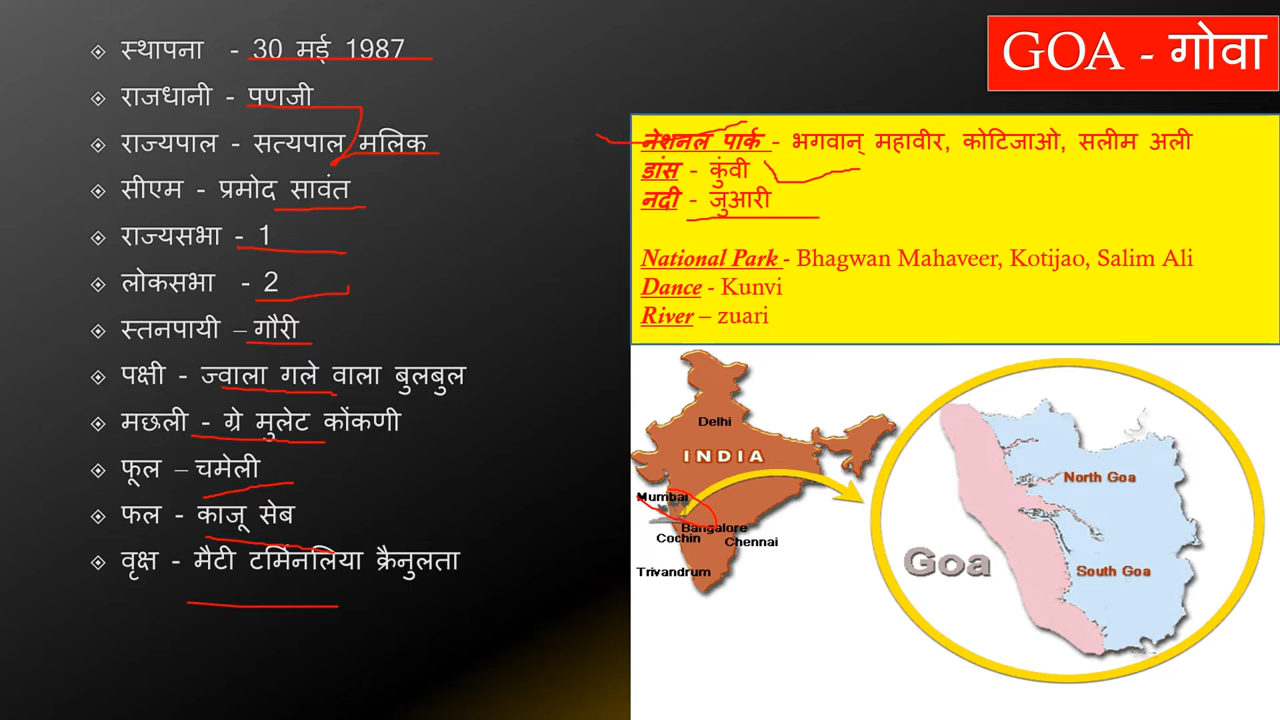 GOA - गोवा
◈ स्थापना - 30 मई 1987
◈ राजधानी - पणजी
◈ राज्यपाल - सत्यपाल मलिक
◈ सीएम - प्रमोद सावंत
◈ राज्यसभा - 1
◈ लोकसभा - 2
◈ स्तनपायी – गौरी
◈ पक्षी - ज्वाला गले वाला बुलबुल
◈ मछली - ग्रे मुलेट कोंकणी
◈ फूल – चमेली
◈ फल - काजू सेब
◈ वृक्ष - मैटी टर्मिनलिया क्रैनुलता
नेशनल पार्क - भगवान् महावीर, कोटिजाओ, सलीम अली
डांस - कुंवी
नदी - जुआरी
National Park - Bhagwan Mahaveer, Kotijao, Salim Ali
Dance - Kunvi
River – zuari
Delhi
INDIA
Mumbai
Bangalore
Cochin
Chennai
Trivandrum
North Goa
Goa
South Goa